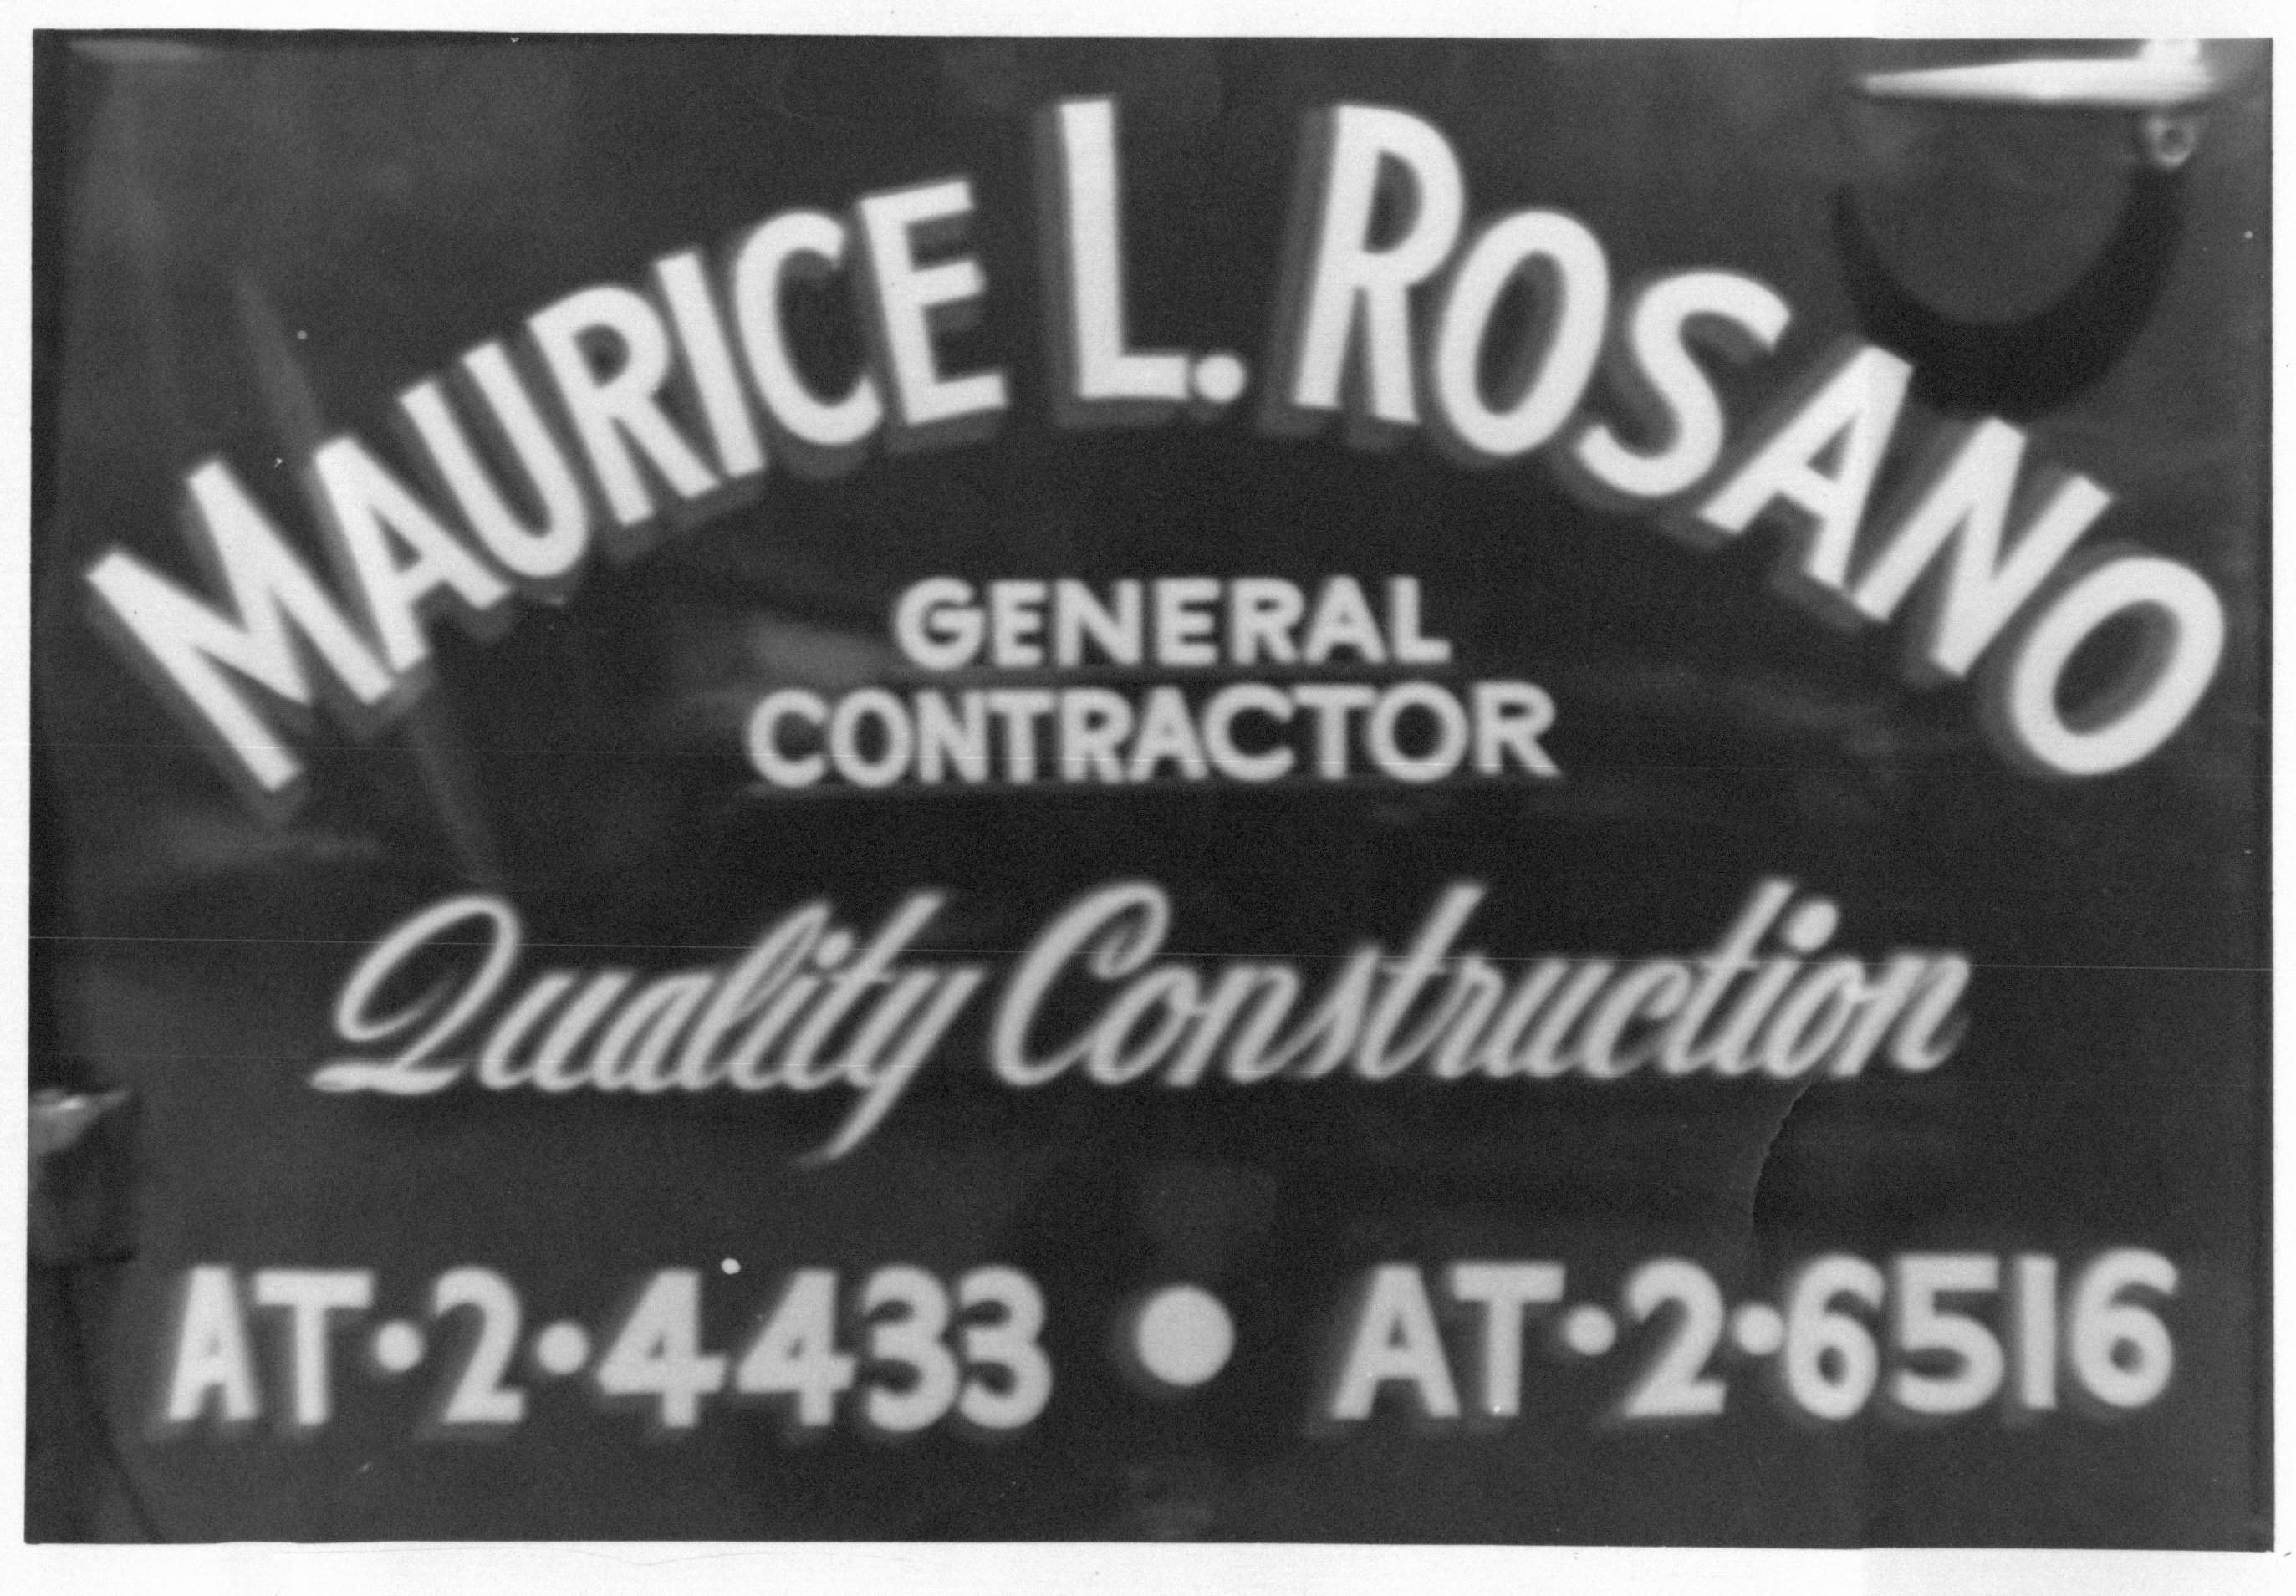 MAURICE L. ROSANO
GENERAL
CONTRACTOR
Quality Construction
AT·2·4433 • AT·2·6516